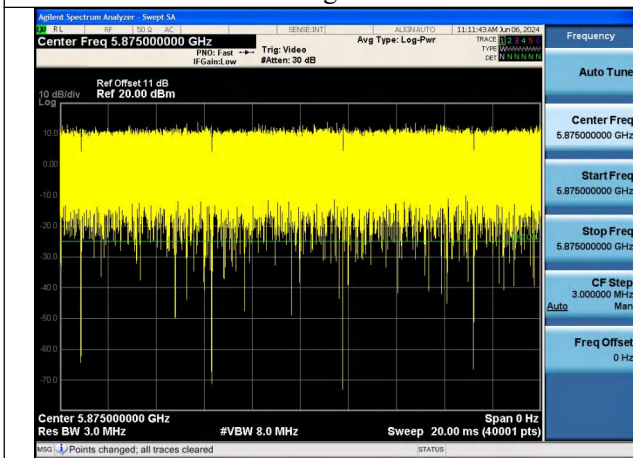 Agilent Spectrum Analyzer - Swept SA
RL RF 50 Ω AC SENSE:INT ALIGN AUTO 11:11:43 AM Jun 06, 2024
Center Freq 5.875000000 GHz
PNO: Fast
IFGain:Low
Trig: Video
#Atten: 30 dB
Avg Type: Log-Pwr
TRACE 1 2 3 4 5 6
TYPE
DET N N N N N N
Ref Offset 11 dB
10 dB/div Ref 20.00 dBm
Log
10.0
0.00
-10.0
-20.0
-30.0
-40.0
-50.0
-60.0
-70.0
Center 5.875000000 GHz
Span 0 Hz
Res BW 3.0 MHz
#VBW 8.0 MHz
Sweep 20.00 ms (40001 pts)
MSG Points changed; all traces cleared
STATUS
Frequency
Auto Tune
Center Freq
5.875000000 GHz
Start Freq
5.875000000 GHz
Stop Freq
5.875000000 GHz
CF Step
3.000000 MHz
Auto Man
Freq Offset
0 Hz